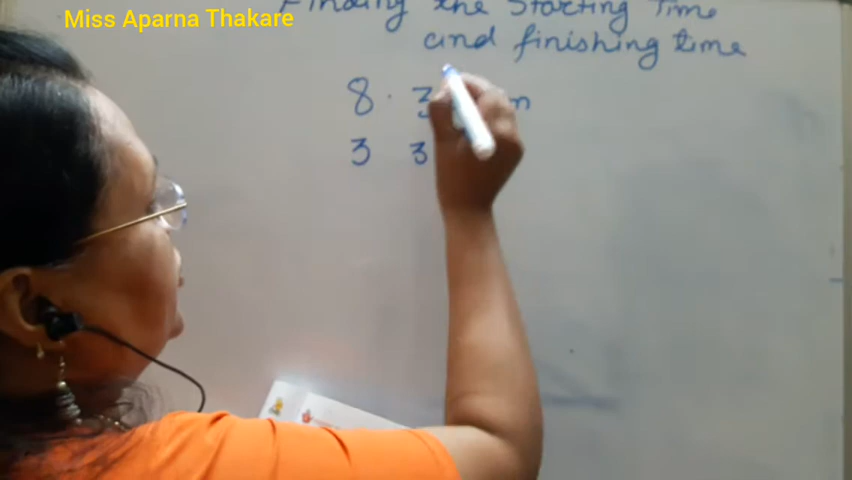 Miss Aparna Thakare
Finding the Starting Time
and finishing time
8 . 3
3 3